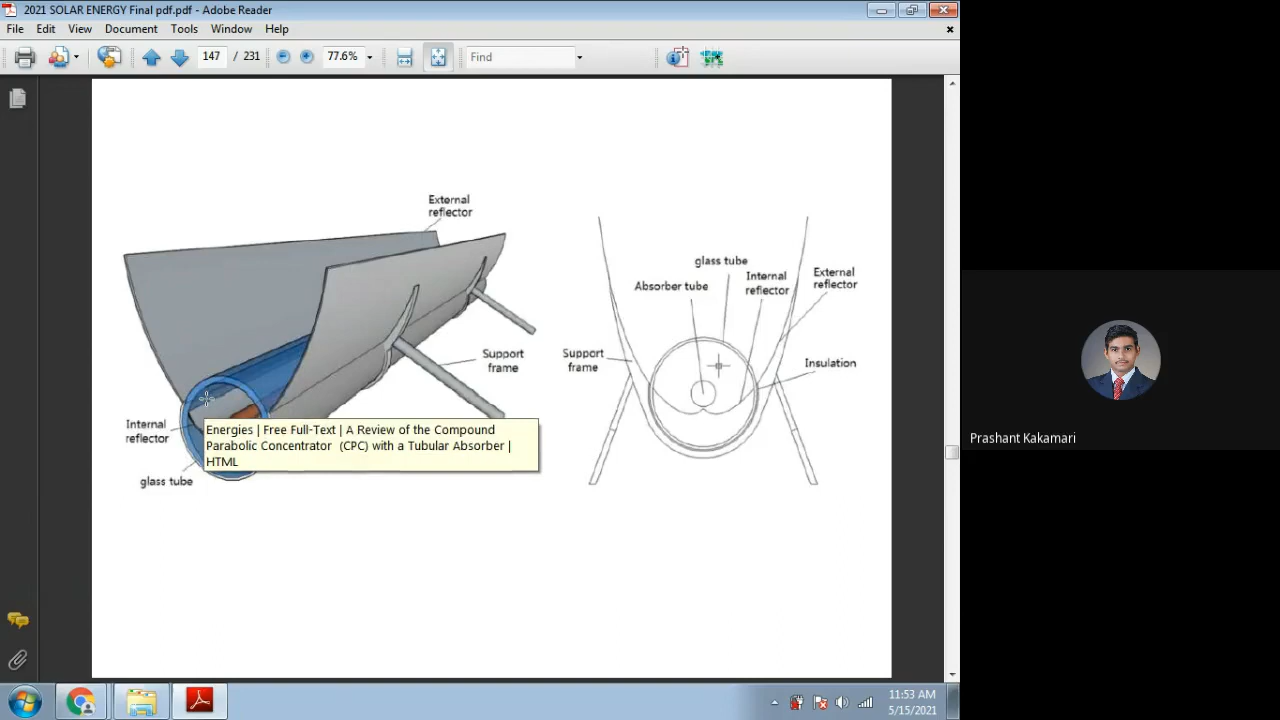 2021 SOLAR ENERGY Final pdf.pdf - Adobe Reader
File Edit View Document Tools Window Help
147 / 231 77.6% Find
External
reflector
Support
frame
Internal
reflector
glass tube
Energies | Free Full-Text | A Review of the Compound
Parabolic Concentrator (CPC) with a Tubular Absorber |
HTML
glass tube
Absorber tube
Internal
reflector
External
reflector
Support
frame
Insulation
Prashant Kakamari
11:53 AM
5/15/2021